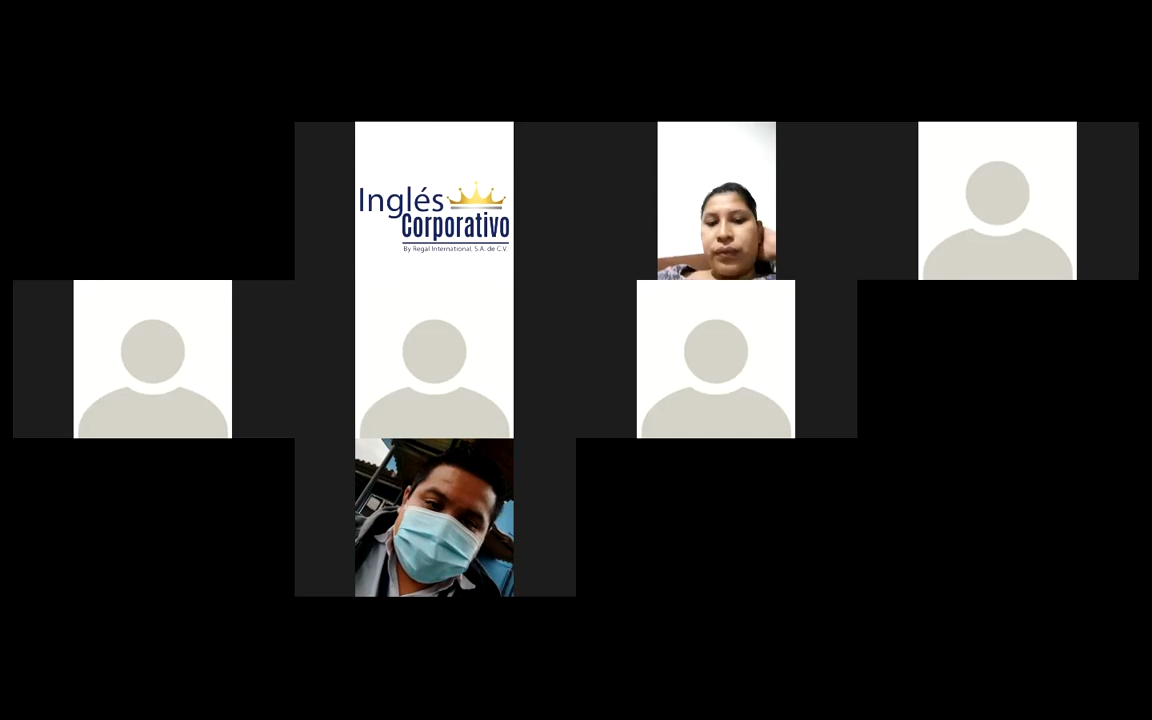 Inglés
Corporativo
By Regal International, S.A. de C.V